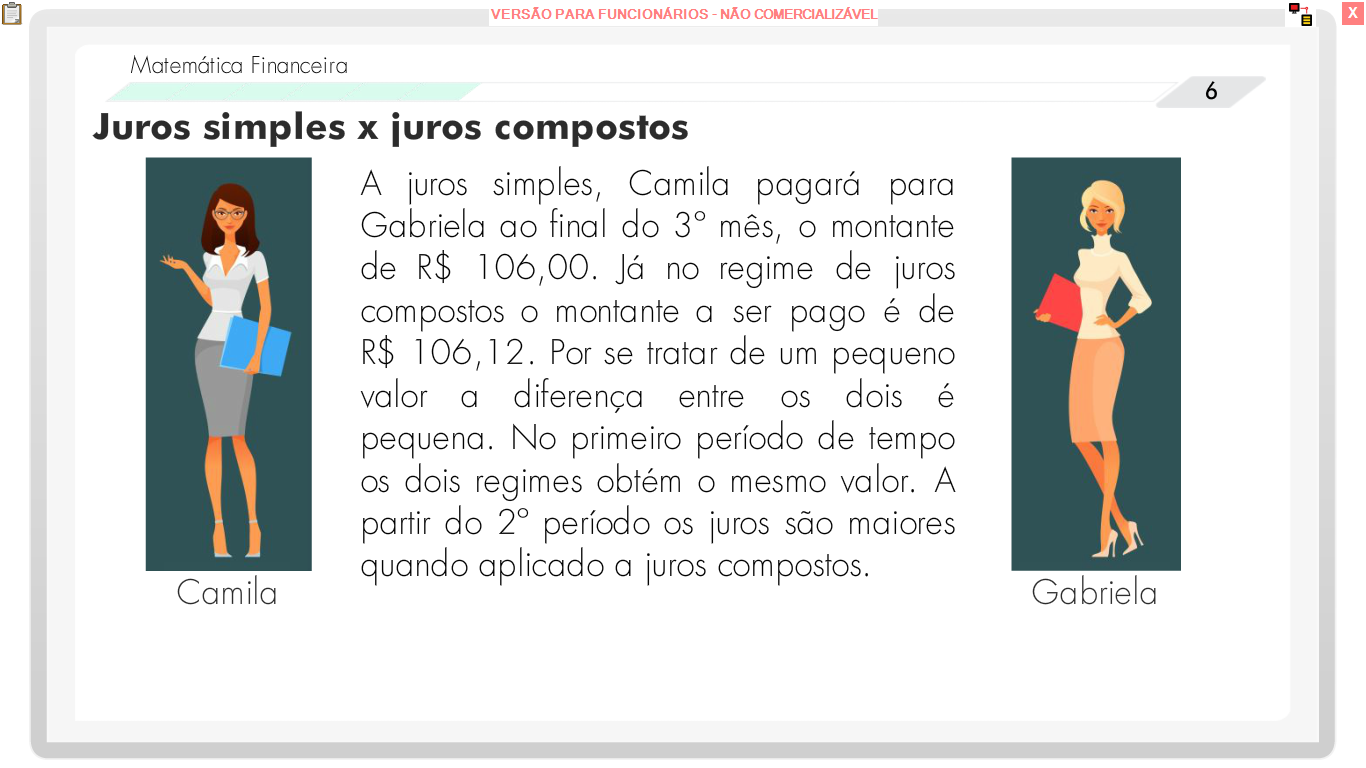 VERSÃO PARA FUNCIONÁRIOS - NÃO COMERCIALIZÁVEL
X
Matemática Financeira
6
Juros simples x juros compostos
A juros simples, Camila pagará para
Gabriela ao final do 3º mês, o montante
de R$ 106,00. Já no regime de juros
compostos o montante a ser pago é de
R$ 106,12. Por se tratar de um pequeno
valor a diferença entre os dois é
pequena. No primeiro período de tempo
os dois regimes obtém o mesmo valor. A
partir do 2º período os juros são maiores
quando aplicado a juros compostos.
Camila
Gabriela